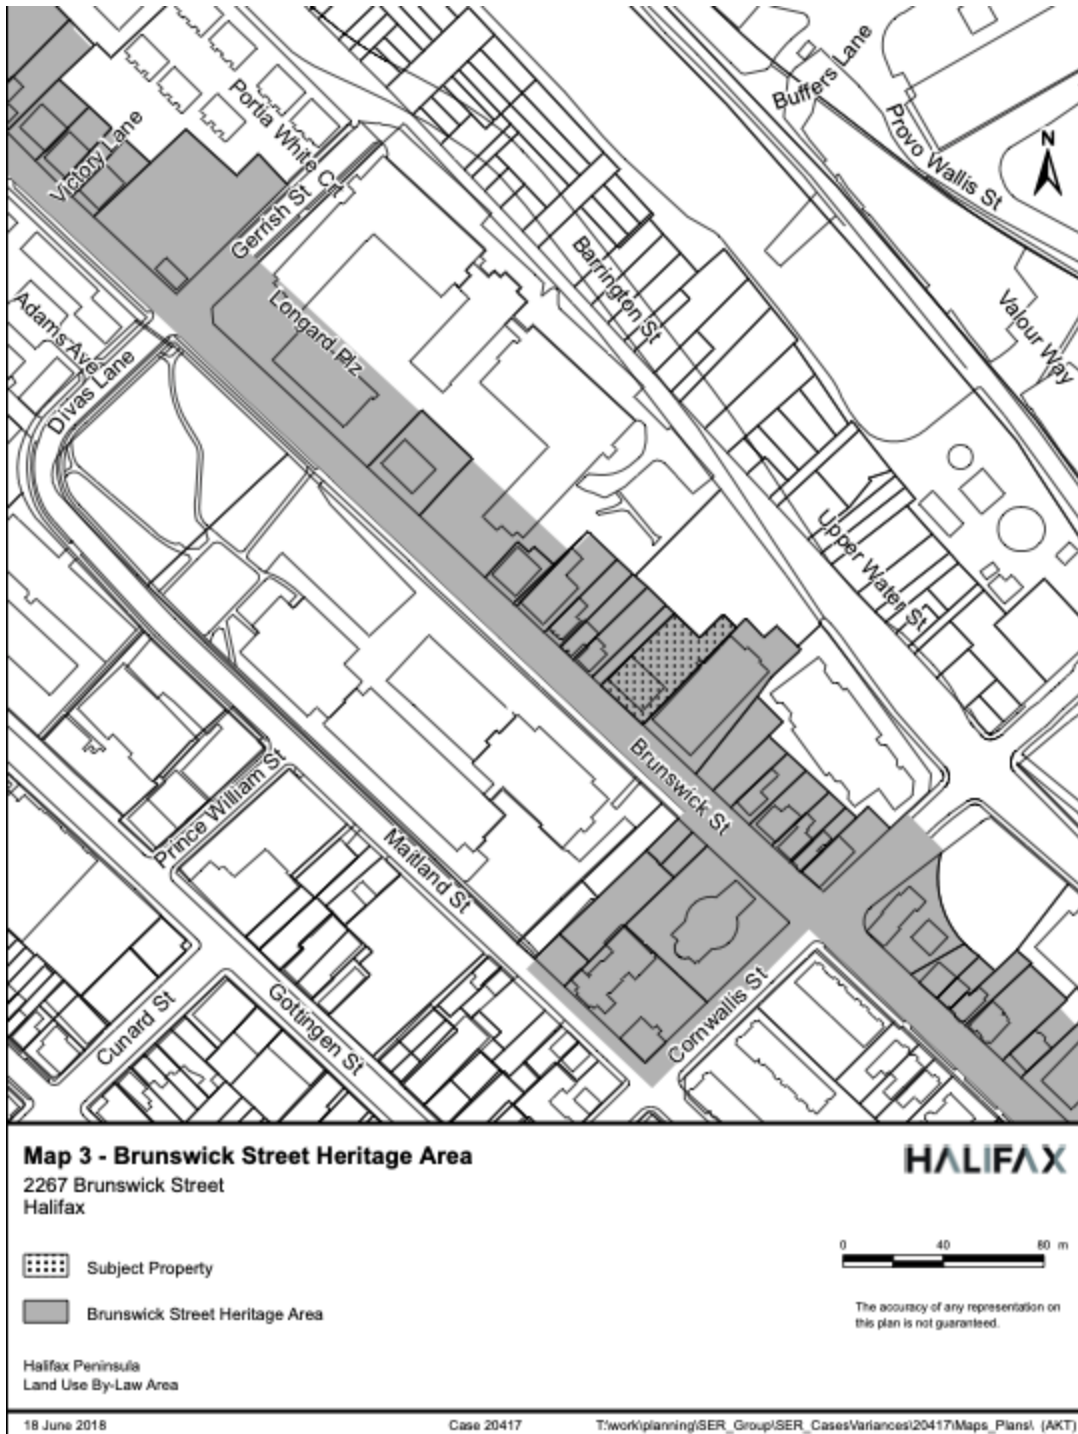 Buffers Lane
Provo Wallis St
N
Portia White Crt
Victory Lane
Gerrish St
Barrington St
Valour Way
Longard Plz
Adams Ave
Divas Lane
Upper Water St
Brunswick St
Prince William St
Maitland St
Cornwallis St
Gottingen St
Cunard St
Map 3 - Brunswick Street Heritage Area
2267 Brunswick Street
Halifax
HALIFAX
Subject Property
0 40 80 m
Brunswick Street Heritage Area
The accuracy of any representation on
this plan is not guaranteed.
Halifax Peninsula
Land Use By-Law Area
18 June 2018 Case 20417 T:\work\planning\SER_Group\SER_CasesVariances\20417\Maps_Plans\ (AKT)